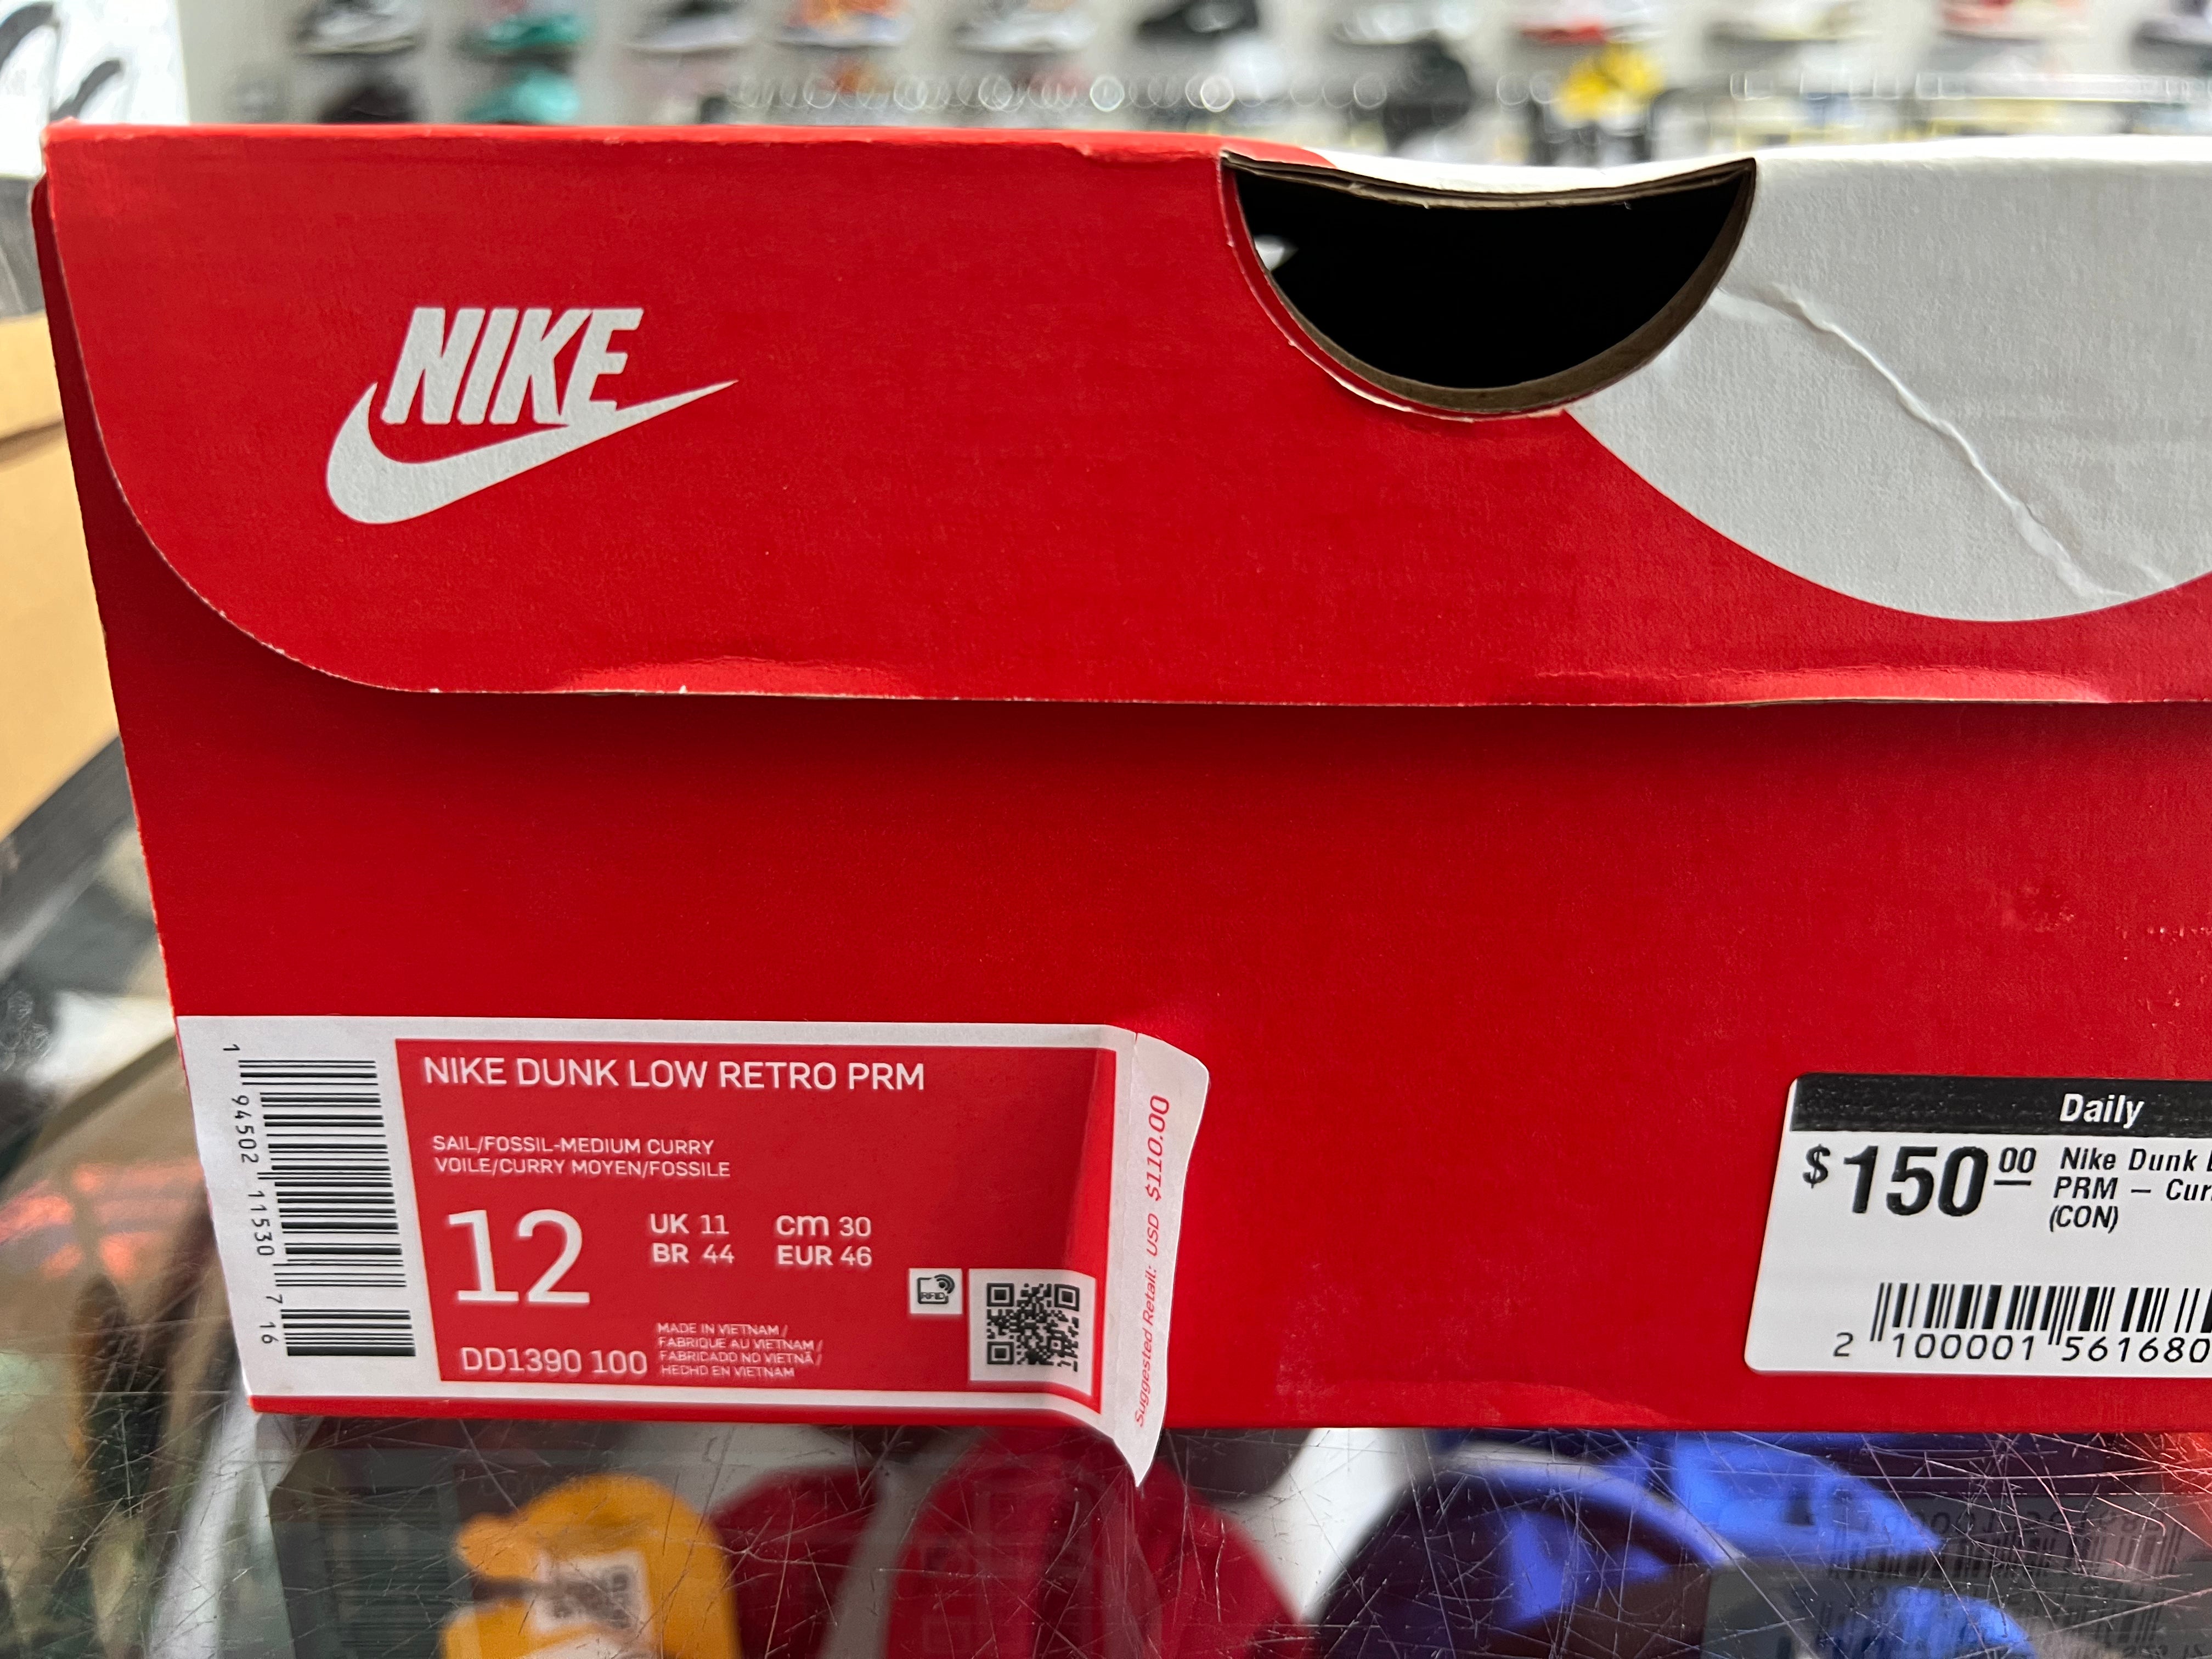 NIKE
1 94502 11530 7 16
NIKE DUNK LOW RETRO PRM
SAIL/FOSSIL-MEDIUM CURRY
VOILE/CURRY MOYEN/FOSSILE
12
UK 11 cm 30
BR 44 EUR 46
RFID
DD1390 100
MADE IN VIETNAM /
FABRIQUE AU VIETNAM /
FABRICADO NO VIETNÃ /
HECHO EN VIETNAM
Suggested Retail: USD $110.00
Daily
$150.00
Nike Dunk
PRM – Cur
(CON)
2 100001 561680